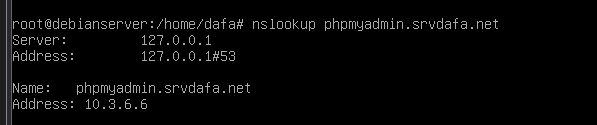 root@debianserver:/home/dafa# nslookup phpmyadmin.srvdafa.net
Server:         127.0.0.1
Address:        127.0.0.1#53
Name:   phpmyadmin.srvdafa.net
Address: 10.3.6.6